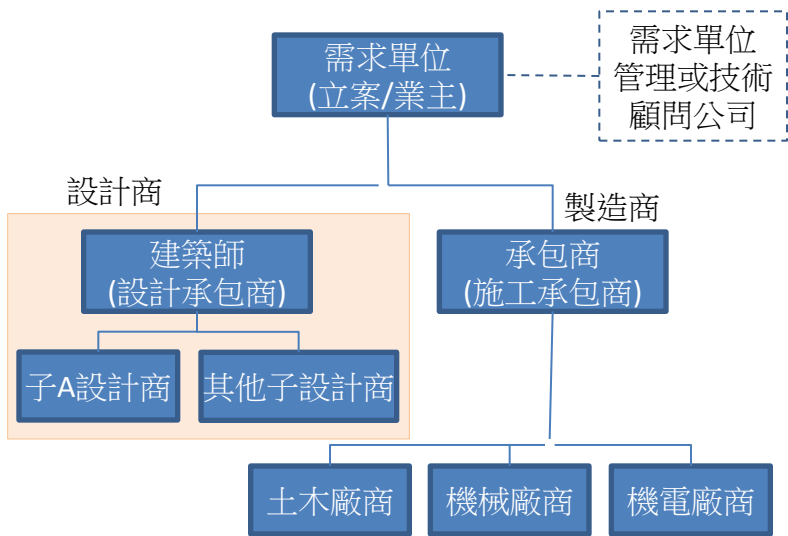 需求單位
(立案/業主)
需求單位
管理或技術
顧問公司
設計商
製造商
建築師
(設計承包商)
承包商
(施工承包商)
子A設計商
其他子設計商
土木廠商
機械廠商
機電廠商